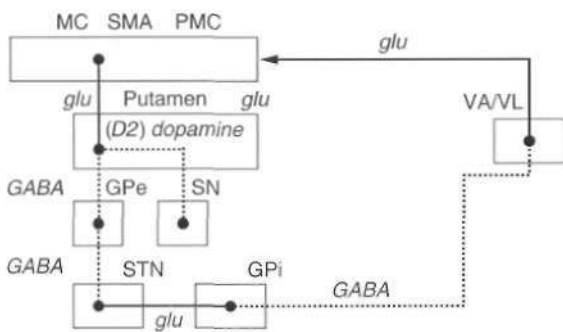 MC SMA PMC
glu
glu Putamen glu
VA/VL
(D2) dopamine
GABA GPe SN
GABA STN GPi
GABA
glu